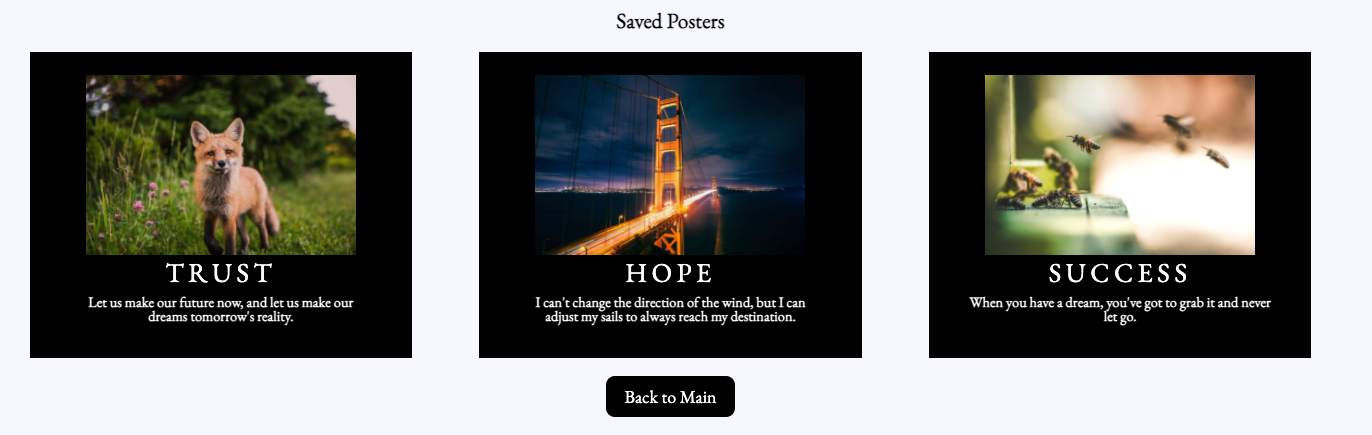 Saved Posters
TRUST
Let us make our future now, and let us make our
dreams tomorrow's reality.
HOPE
I can't change the direction of the wind, but I can
adjust my sails to always reach my destination.
SUCCESS
When you have a dream, you've got to grab it and never
let go.
Back to Main